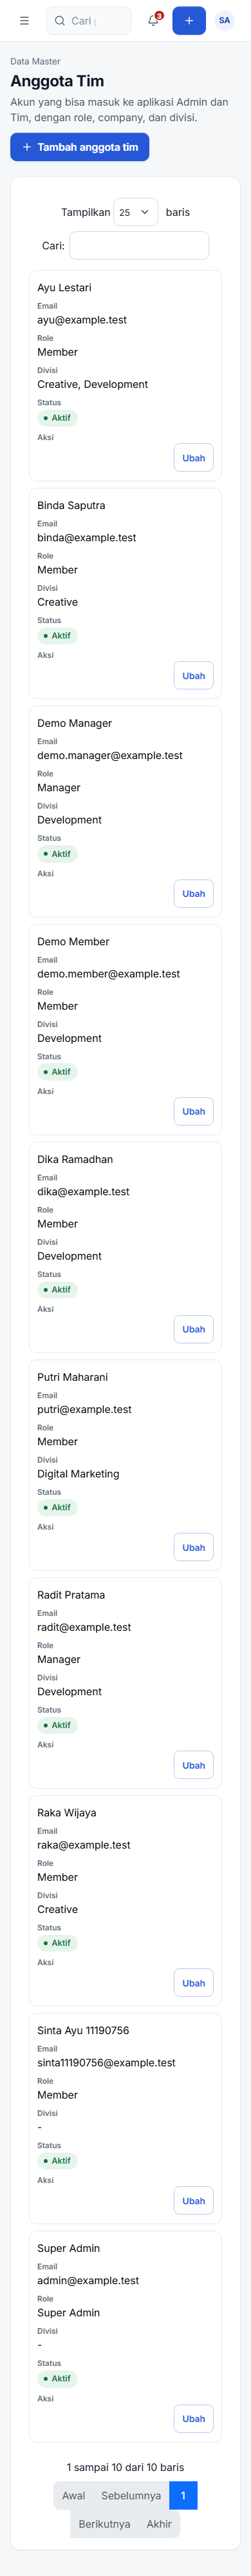 Cari
3
SA
Data Master
Anggota Tim
Akun yang bisa masuk ke aplikasi Admin dan
Tim, dengan role, company, dan divisi.
Tambah anggota tim
Tampilkan 25 baris
Cari:
Ayu Lestari
Email
ayu@example.test
Role
Member
Divisi
Creative, Development
Status
Aktif
Aksi
Ubah
Binda Saputra
Email
binda@example.test
Role
Member
Divisi
Creative
Status
Aktif
Aksi
Ubah
Demo Manager
Email
demo.manager@example.test
Role
Manager
Divisi
Development
Status
Aktif
Aksi
Ubah
Demo Member
Email
demo.member@example.test
Role
Member
Divisi
Development
Status
Aktif
Aksi
Ubah
Dika Ramadhan
Email
dika@example.test
Role
Member
Divisi
Development
Status
Aktif
Aksi
Ubah
Putri Maharani
Email
putri@example.test
Role
Member
Divisi
Digital Marketing
Status
Aktif
Aksi
Ubah
Radit Pratama
Email
radit@example.test
Role
Manager
Divisi
Development
Status
Aktif
Aksi
Ubah
Raka Wijaya
Email
raka@example.test
Role
Member
Divisi
Creative
Status
Aktif
Aksi
Ubah
Sinta Ayu 11190756
Email
sinta11190756@example.test
Role
Member
Divisi
-
Status
Aktif
Aksi
Ubah
Super Admin
Email
admin@example.test
Role
Super Admin
Divisi
-
Status
Aktif
Aksi
Ubah
1 sampai 10 dari 10 baris
Awal Sebelumnya 1
Berikutnya Akhir